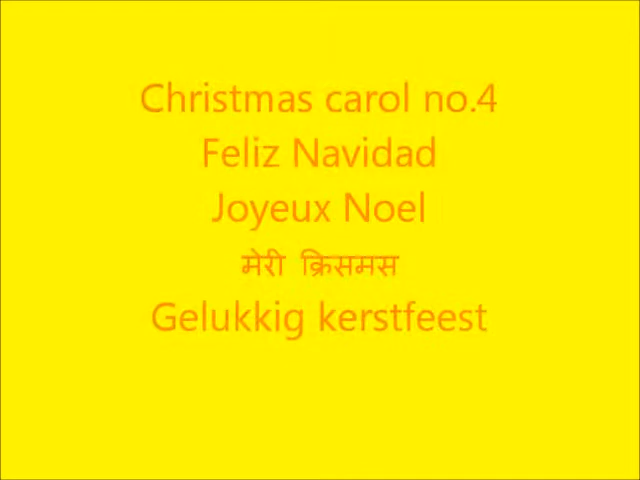 Christmas carol no.4
Feliz Navidad
Joyeux Noel
मेरी क्रिसमस
Gelukkig kerstfeest